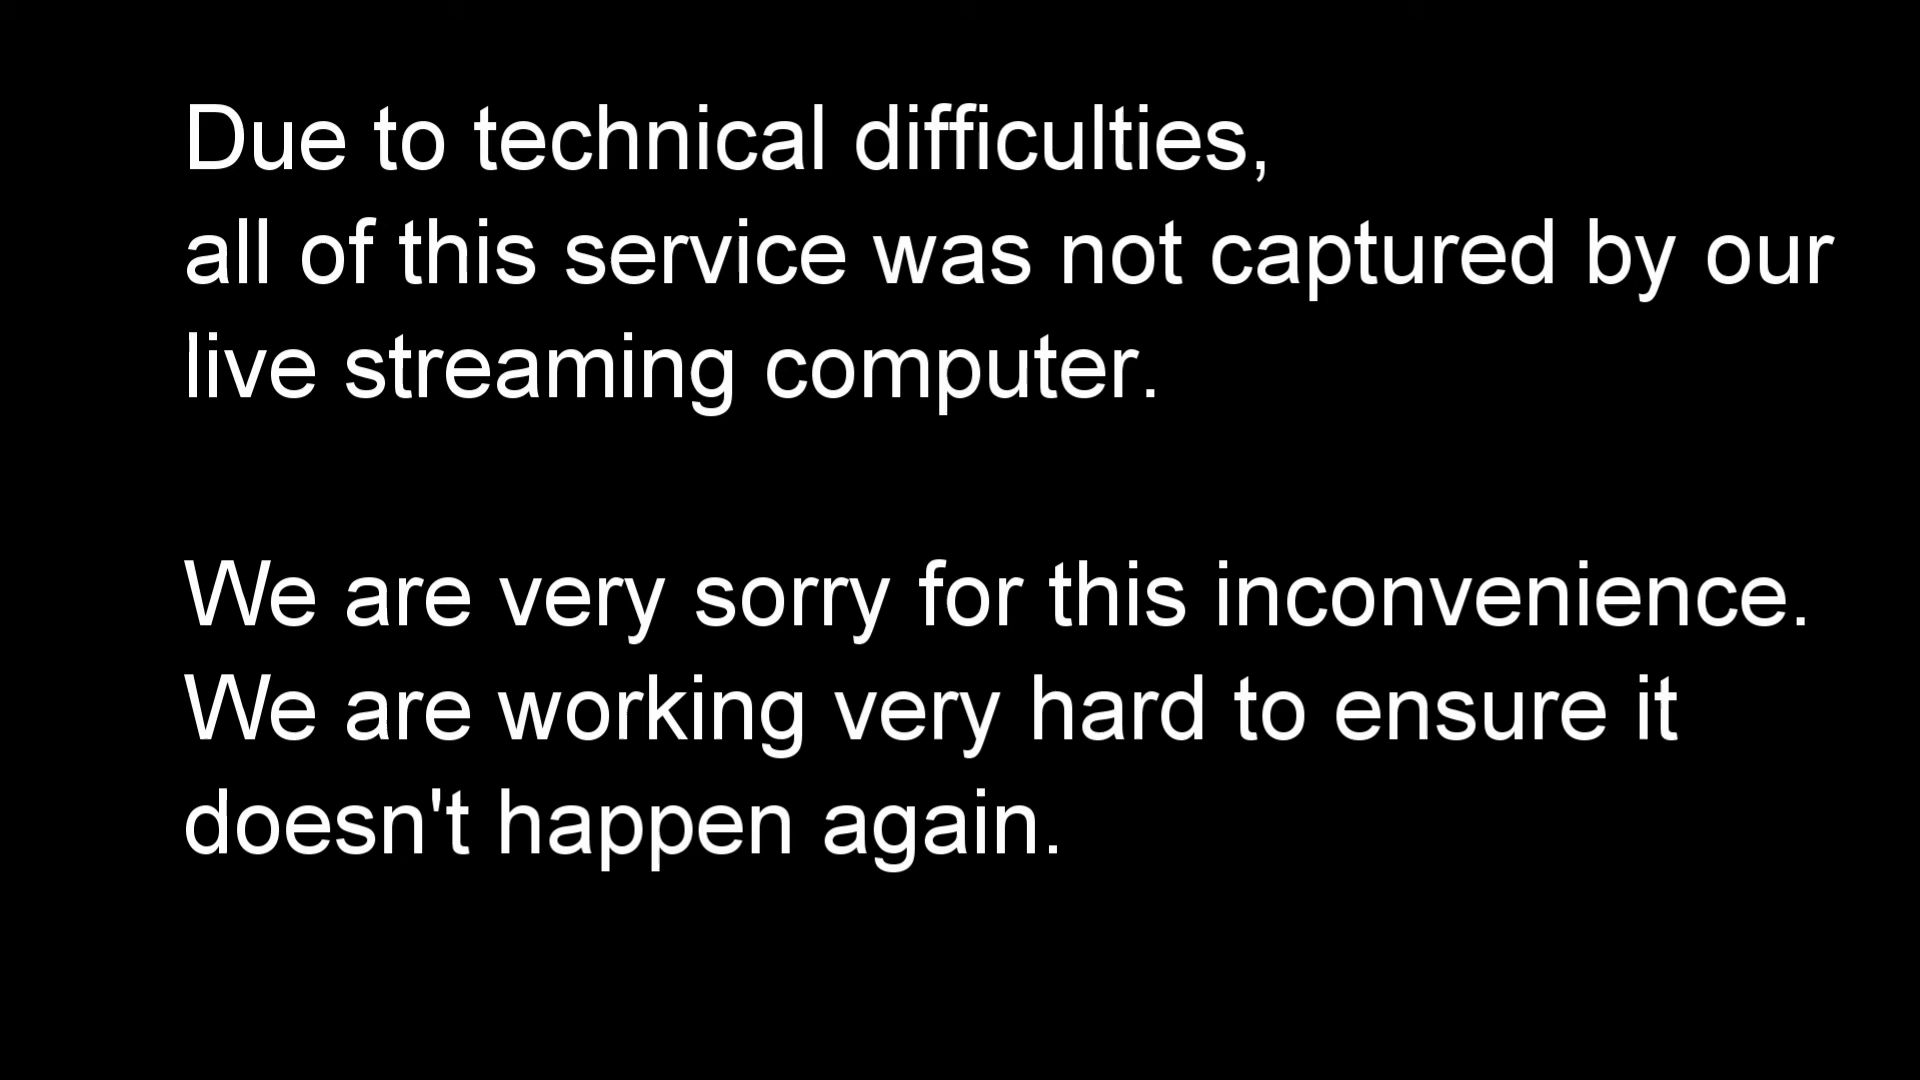 Due to technical difficulties,
all of this service was not captured by our
live streaming computer.
We are very sorry for this inconvenience.
We are working very hard to ensure it
doesn't happen again.